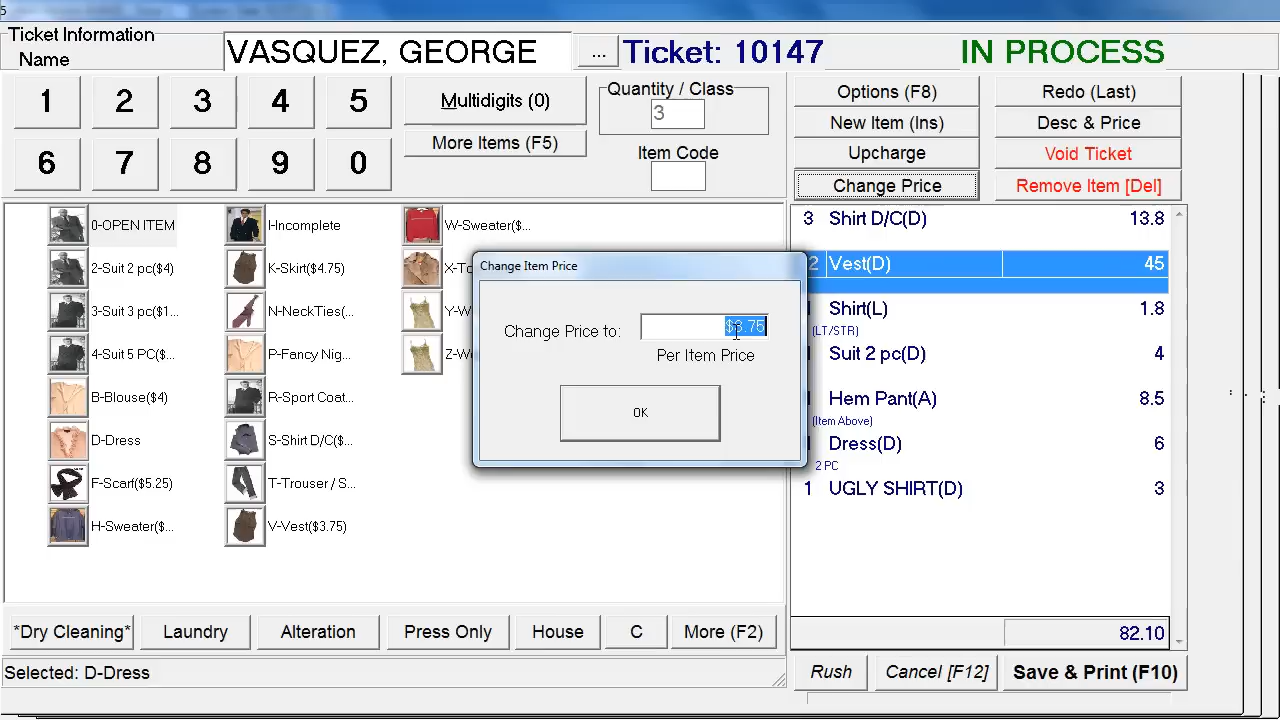 Ticket Information
Name
VASQUEZ, GEORGE
...
Ticket: 10147
IN PROCESS
1
2
3
4
5
Multidigits (0)
More Items (F5)
6
7
8
9
0
Quantity / Class
3
Item Code
Options (F8)
Redo (Last)
New Item (Ins)
Desc & Price
Upcharge
Void Ticket
Change Price
Remove Item [Del]
0-OPEN ITEM
2-Suit 2 pc($4)
3-Suit 3 pc($1...
4-Suit 5 PC($...
B-Blouse($4)
D-Dress
F-Scarf($5.25)
H-Sweater($...
I-Incomplete
K-Skirt($4.75)
N-NeckTies(...
P-Fancy Nig...
R-Sport Coat...
S-Shirt D/C($...
T-Trouser / S...
V-Vest($3.75)
W-Sweater($...
Change Item Price
Change Price to:
$3.75
Per Item Price
OK
3 Shirt D/C(D) 13.8
2 Vest(D) 45
Shirt(L) 1.8
(LT/STR)
Suit 2 pc(D) 4
Hem Pant(A) 8.5
(Item Above)
Dress(D) 6
2 PC
1 UGLY SHIRT(D) 3
82.10
*Dry Cleaning*
Laundry
Alteration
Press Only
House
C
More (F2)
Selected: D-Dress
Rush
Cancel [F12]
Save & Print (F10)